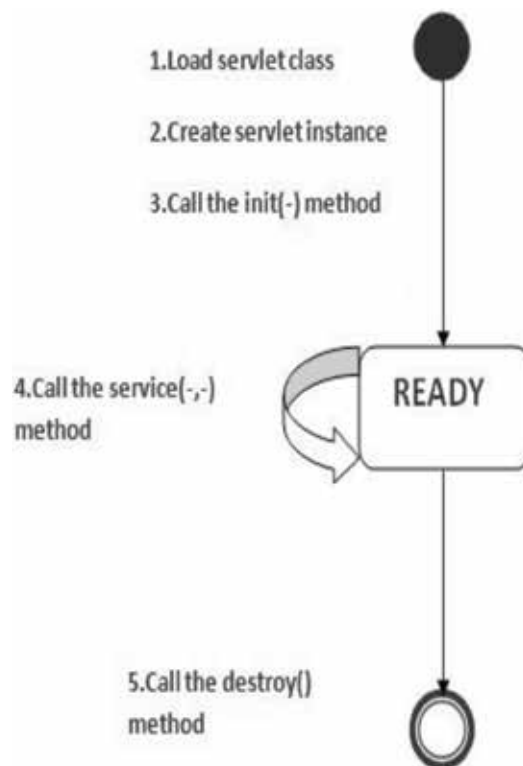 1.Load servlet class
2.Create servlet instance
3.Call the init(-) method
4.Call the service(-,-)
method
READY
5.Call the destroy()
method